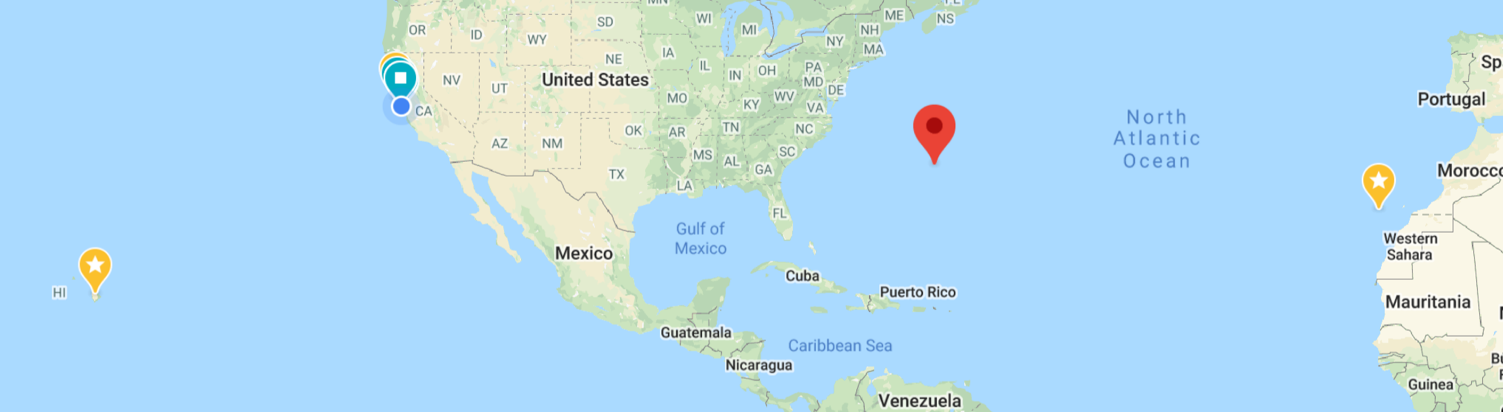 MN
WI
SD
OR
ID
WY
MI
NH
ME
NS
NY
MA
IA
NE
United States
NV
UT
IL
IN
OH
PA
MD
DE
WV
MO
KY
VA
CA
AZ
NM
OK
AR
TN
NC
MS
AL
GA
SC
TX
LA
FL
North
Atlantic
Ocean
Portugal
Sp
Morocco
Western
Sahara
Gulf of
Mexico
Mexico
HI
Cuba
Puerto Rico
Mauritania
Guatemala
Caribbean Sea
Nicaragua
Guinea
Venezuela